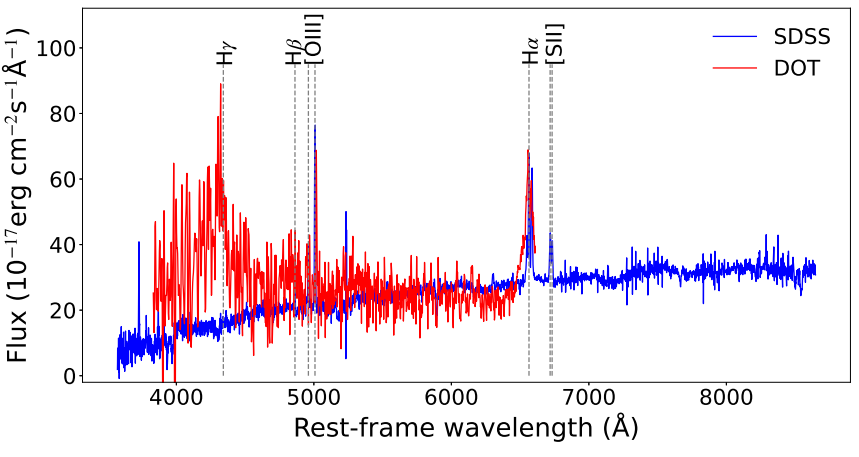 Hγ
Hβ
[OIII]
Hα
[SII]
SDSS
DOT
Flux (10⁻¹⁷erg cm⁻²s⁻¹Å⁻¹)
100
80
60
40
20
0
4000 5000 6000 7000 8000
Rest-frame wavelength (Å)